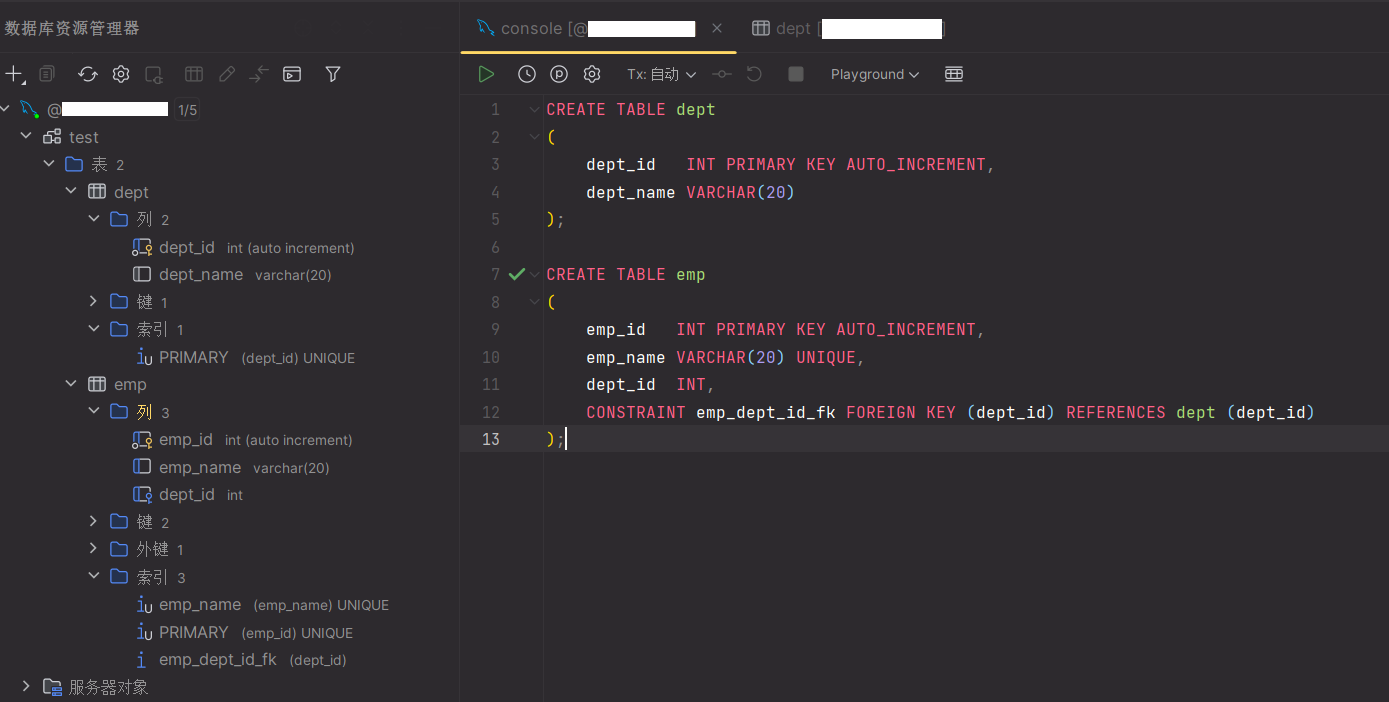 数据库资源管理器
console [@
dept [
Tx: 自动
Playground
@ 1/5
test
表 2
dept
列 2
dept_id int (auto increment)
dept_name varchar(20)
键 1
索引 1
PRIMARY (dept_id) UNIQUE
emp
列 3
emp_id int (auto increment)
emp_name varchar(20)
dept_id int
键 2
外键 1
索引 3
emp_name (emp_name) UNIQUE
PRIMARY (emp_id) UNIQUE
emp_dept_id_fk (dept_id)
服务器对象
1 CREATE TABLE dept
2 (
3 dept_id INT PRIMARY KEY AUTO_INCREMENT,
4 dept_name VARCHAR(20)
5 );
6
7 CREATE TABLE emp
8 (
9 emp_id INT PRIMARY KEY AUTO_INCREMENT,
10 emp_name VARCHAR(20) UNIQUE,
11 dept_id INT,
12 CONSTRAINT emp_dept_id_fk FOREIGN KEY (dept_id) REFERENCES dept (dept_id)
13 );